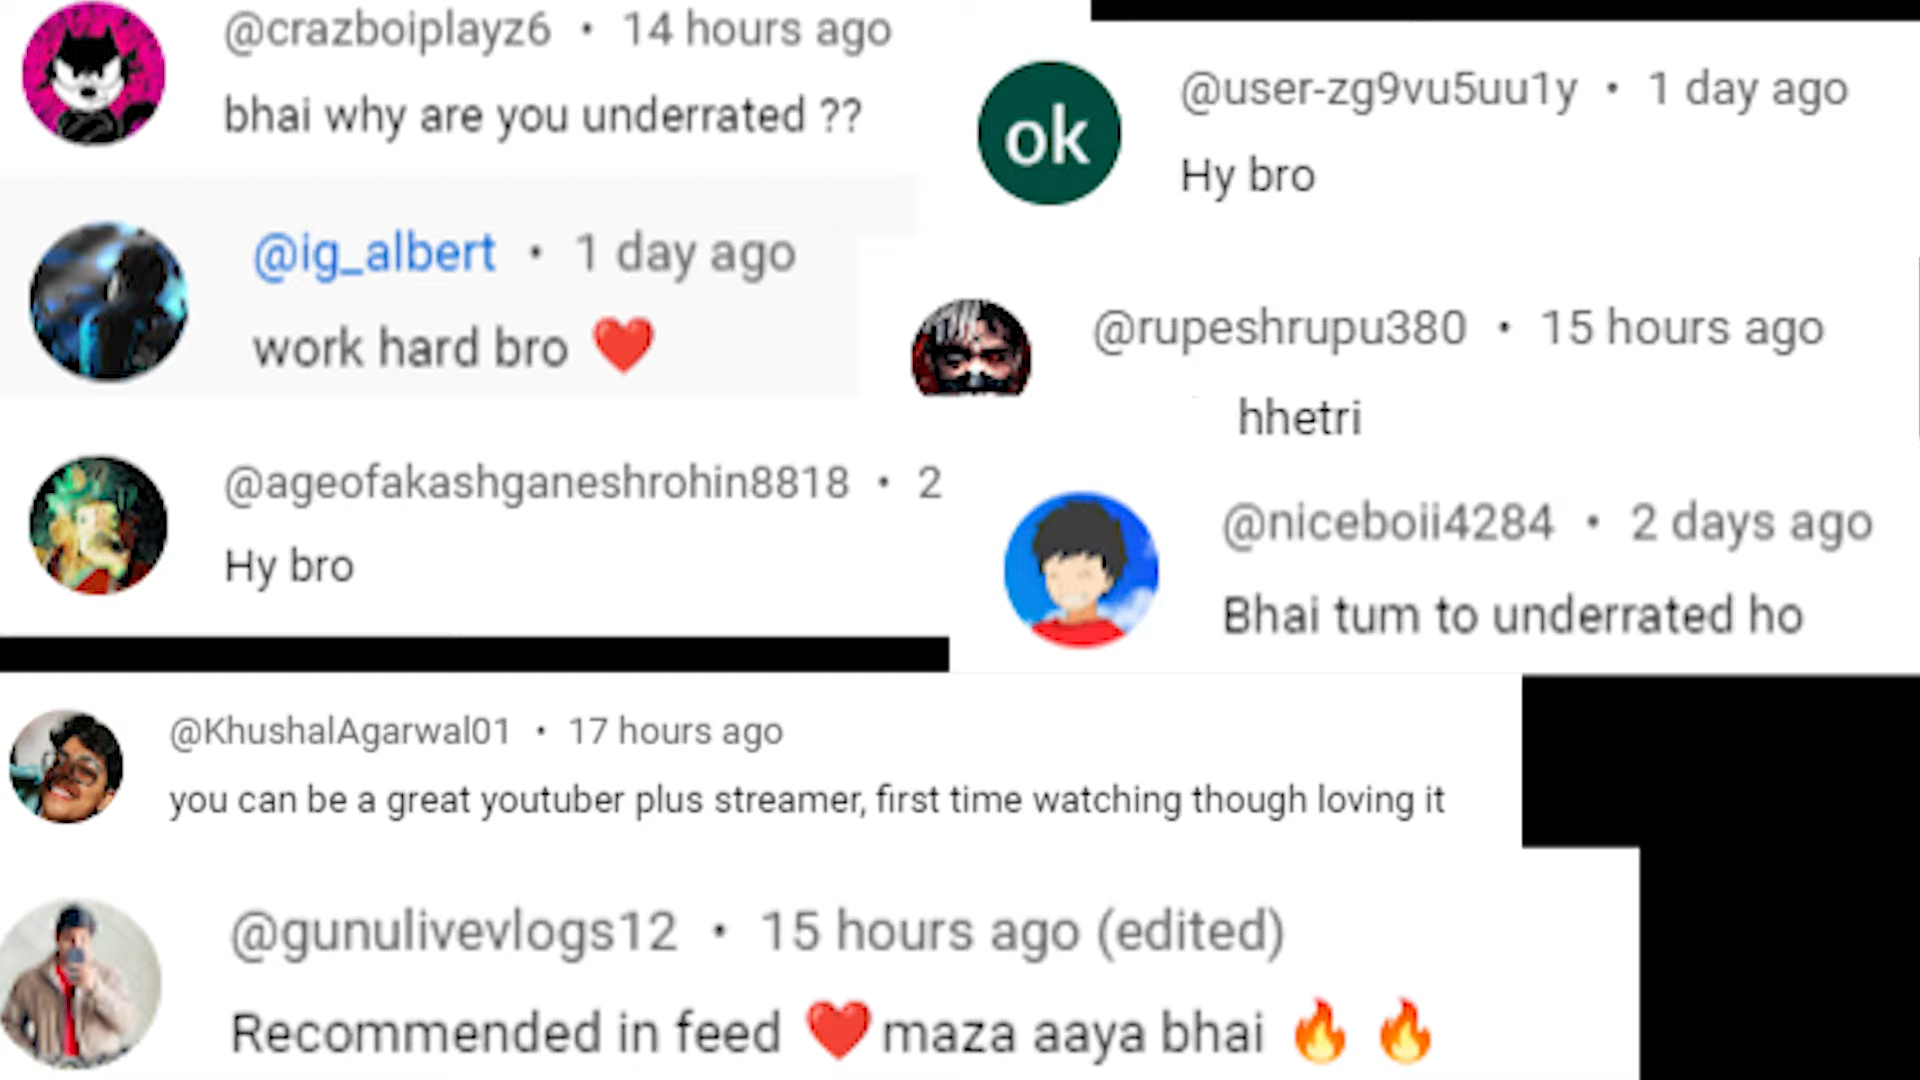 @crazboiplayz6 • 14 hours ago
bhai why are you underrated ??
@ig_albert • 1 day ago
work hard bro ❤️
@ageofakashganeshrohin8818 • 2
Hy bro
ok
@user-zg9vu5uu1y • 1 day ago
Hy bro
@rupeshrupu380 • 15 hours ago
hhetri
@niceboii4284 • 2 days ago
Bhai tum to underrated ho
@KhushalAgarwal01 • 17 hours ago
you can be a great youtuber plus streamer, first time watching though loving it
@gunulivevlogs12 • 15 hours ago (edited)
Recommended in feed ❤️ maza aaya bhai 🔥 🔥